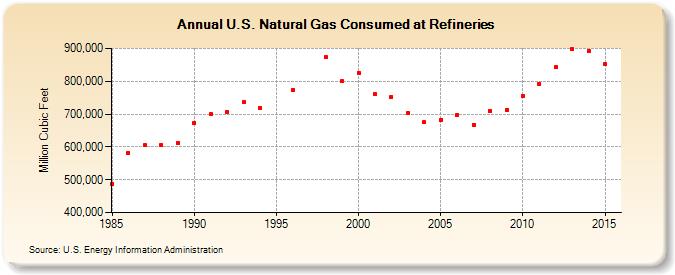 Annual U.S. Natural Gas Consumed at Refineries
Million Cubic Feet
900,000
800,000
700,000
600,000
500,000
400,000
1985 1990 1995 2000 2005 2010 2015
Source: U.S. Energy Information Administration